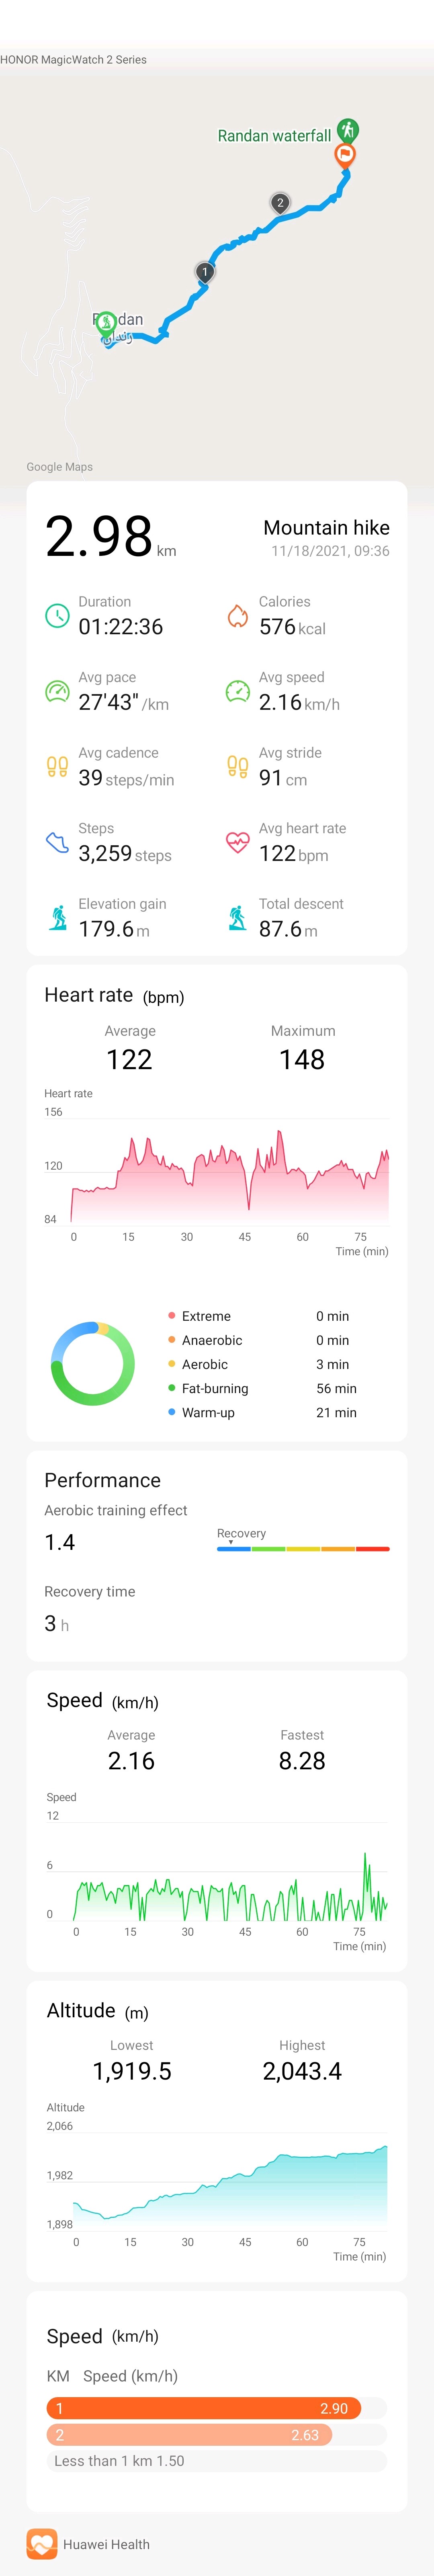 HONOR MagicWatch 2 Series
Randan waterfall
2
1
Randan
رندان
Google Maps
2.98 km
Mountain hike
11/18/2021, 09:36
Duration
01:22:36
Calories
576 kcal
Avg pace
27'43" /km
Avg speed
2.16 km/h
Avg cadence
39 steps/min
Avg stride
91 cm
Steps
3,259 steps
Avg heart rate
122 bpm
Elevation gain
179.6 m
Total descent
87.6 m
Heart rate (bpm)
Average
122
Maximum
148
Heart rate
156
120
84
0 15 30 45 60 75
Time (min)
Extreme 0 min
Anaerobic 0 min
Aerobic 3 min
Fat-burning 56 min
Warm-up 21 min
Performance
Aerobic training effect
1.4
Recovery
Recovery time
3 h
Speed (km/h)
Average
2.16
Fastest
8.28
Speed
12
6
0
0 15 30 45 60 75
Time (min)
Altitude (m)
Lowest
1,919.5
Highest
2,043.4
Altitude
2,066
1,982
1,898
0 15 30 45 60 75
Time (min)
Speed (km/h)
KM Speed (km/h)
1 2.90
2 2.63
Less than 1 km 1.50
Huawei Health